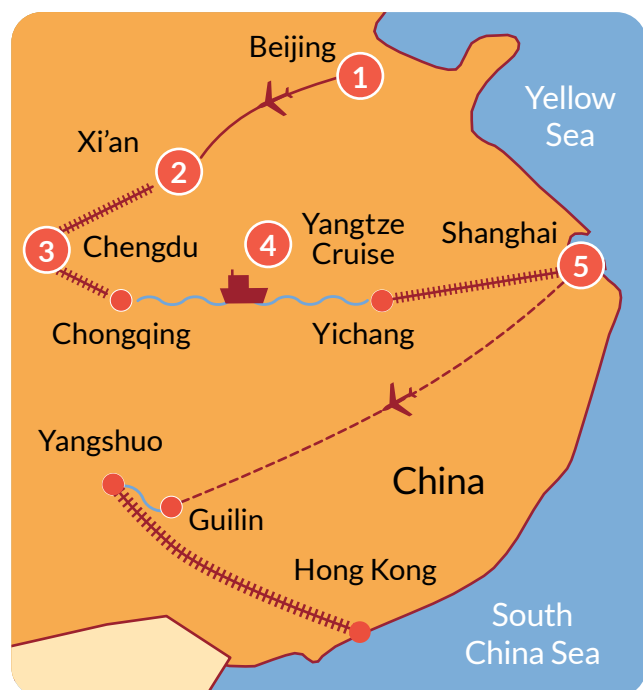 Beijing
1
Yellow
Sea
Xi’an
2
3
Chengdu
4
Yangtze
Cruise
Shanghai
5
Chongqing
Yichang
Yangshuo
China
Guilin
Hong Kong
South
China Sea